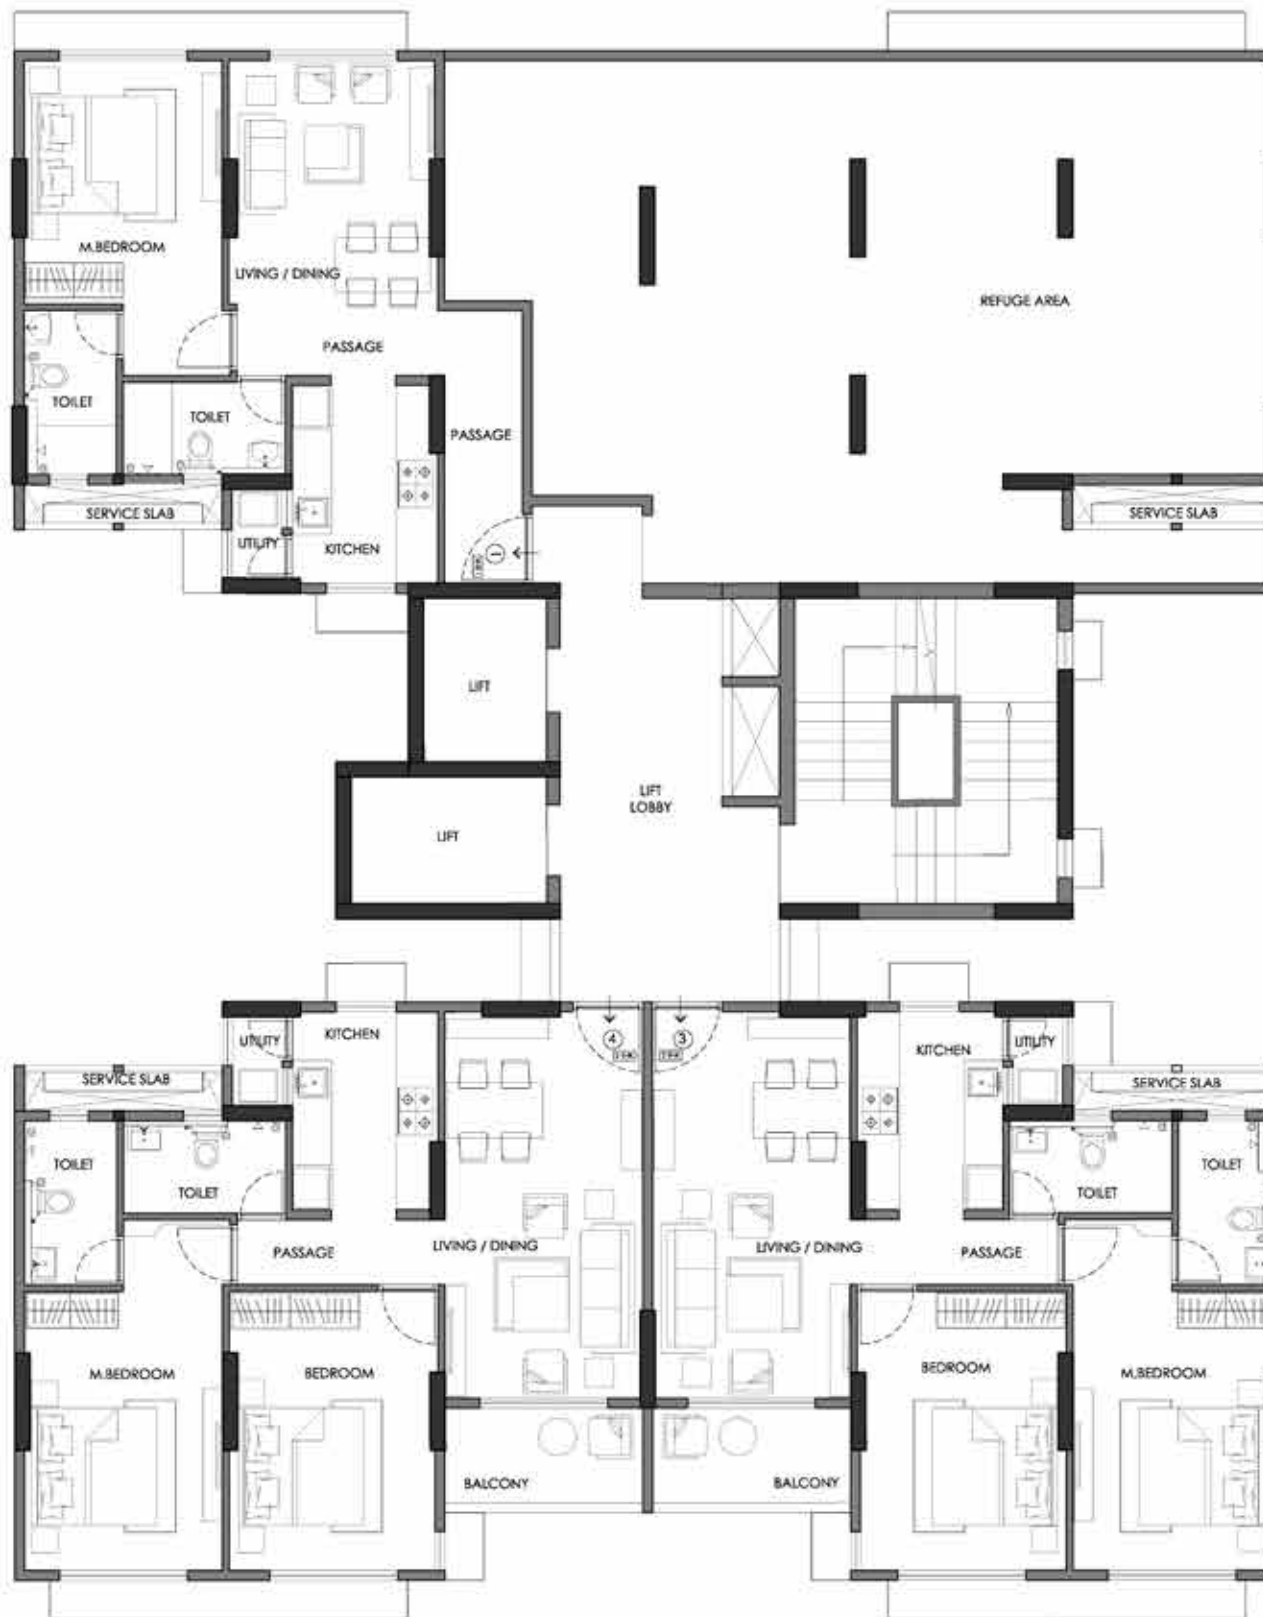 M.BEDROOM
LIVING / DINING
REFUGE AREA
PASSAGE
TOILET
TOILET
PASSAGE
SERVICE SLAB
SERVICE SLAB
UTILITY
KITCHEN
1
LIFT
LIFT
LOBBY
LIFT
KITCHEN
UTILITY
4
3
KITCHEN
UTILITY
SERVICE SLAB
SERVICE SLAB
TOILET
TOILET
TOILET
TOILET
PASSAGE
LIVING / DINING
LIVING / DINING
PASSAGE
M.BEDROOM
BEDROOM
BEDROOM
M.BEDROOM
BALCONY
BALCONY